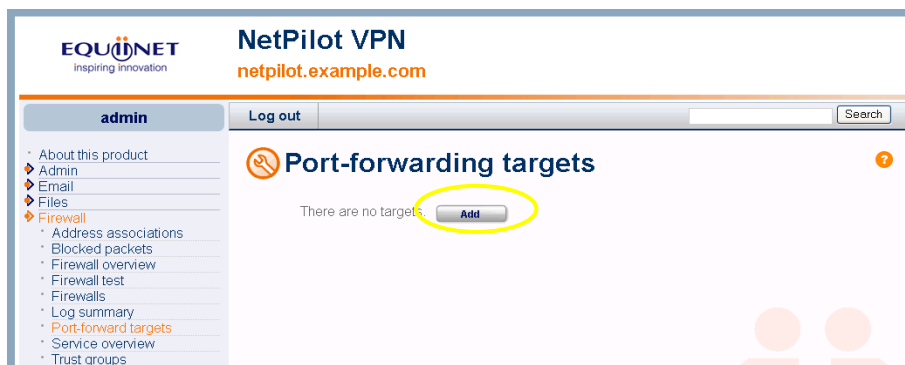 EQUiiNET
inspiring innovation
NetPilot VPN
netpilot.example.com
admin
Log out
Search
About this product
Admin
Email
Files
Firewall
Address associations
Blocked packets
Firewall overview
Firewall test
Firewalls
Log summary
Port-forward targets
Service overview
Trust groups
Port-forwarding targets
?
There are no targets.
Add